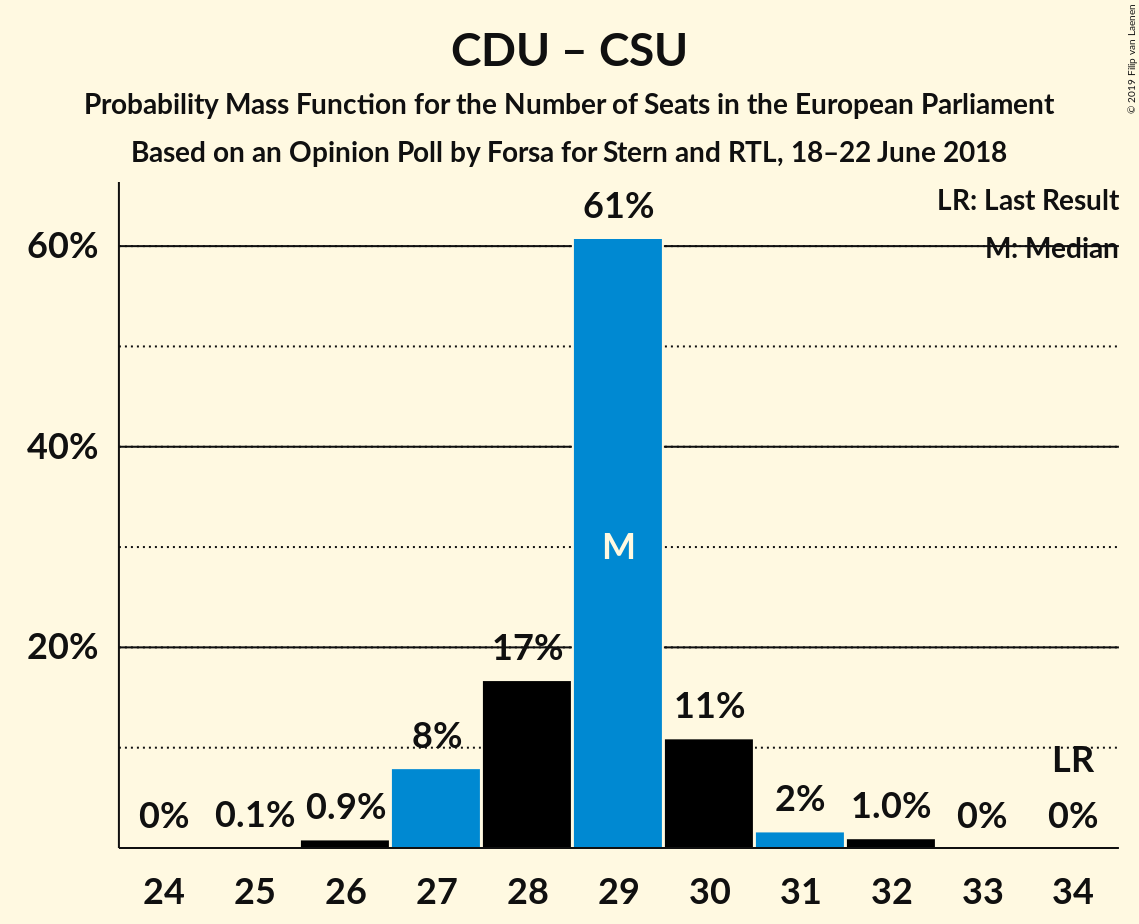 CDU – CSU
Probability Mass Function for the Number of Seats in the European Parliament
Based on an Opinion Poll by Forsa for Stern and RTL, 18–22 June 2018
© 2019 Filip van Laenen
LR: Last Result
M: Median
60%
40%
20%
0%
0.1%
0.9%
8%
17%
61%
M
11%
2%
1.0%
0%
LR
0%
24 25 26 27 28 29 30 31 32 33 34